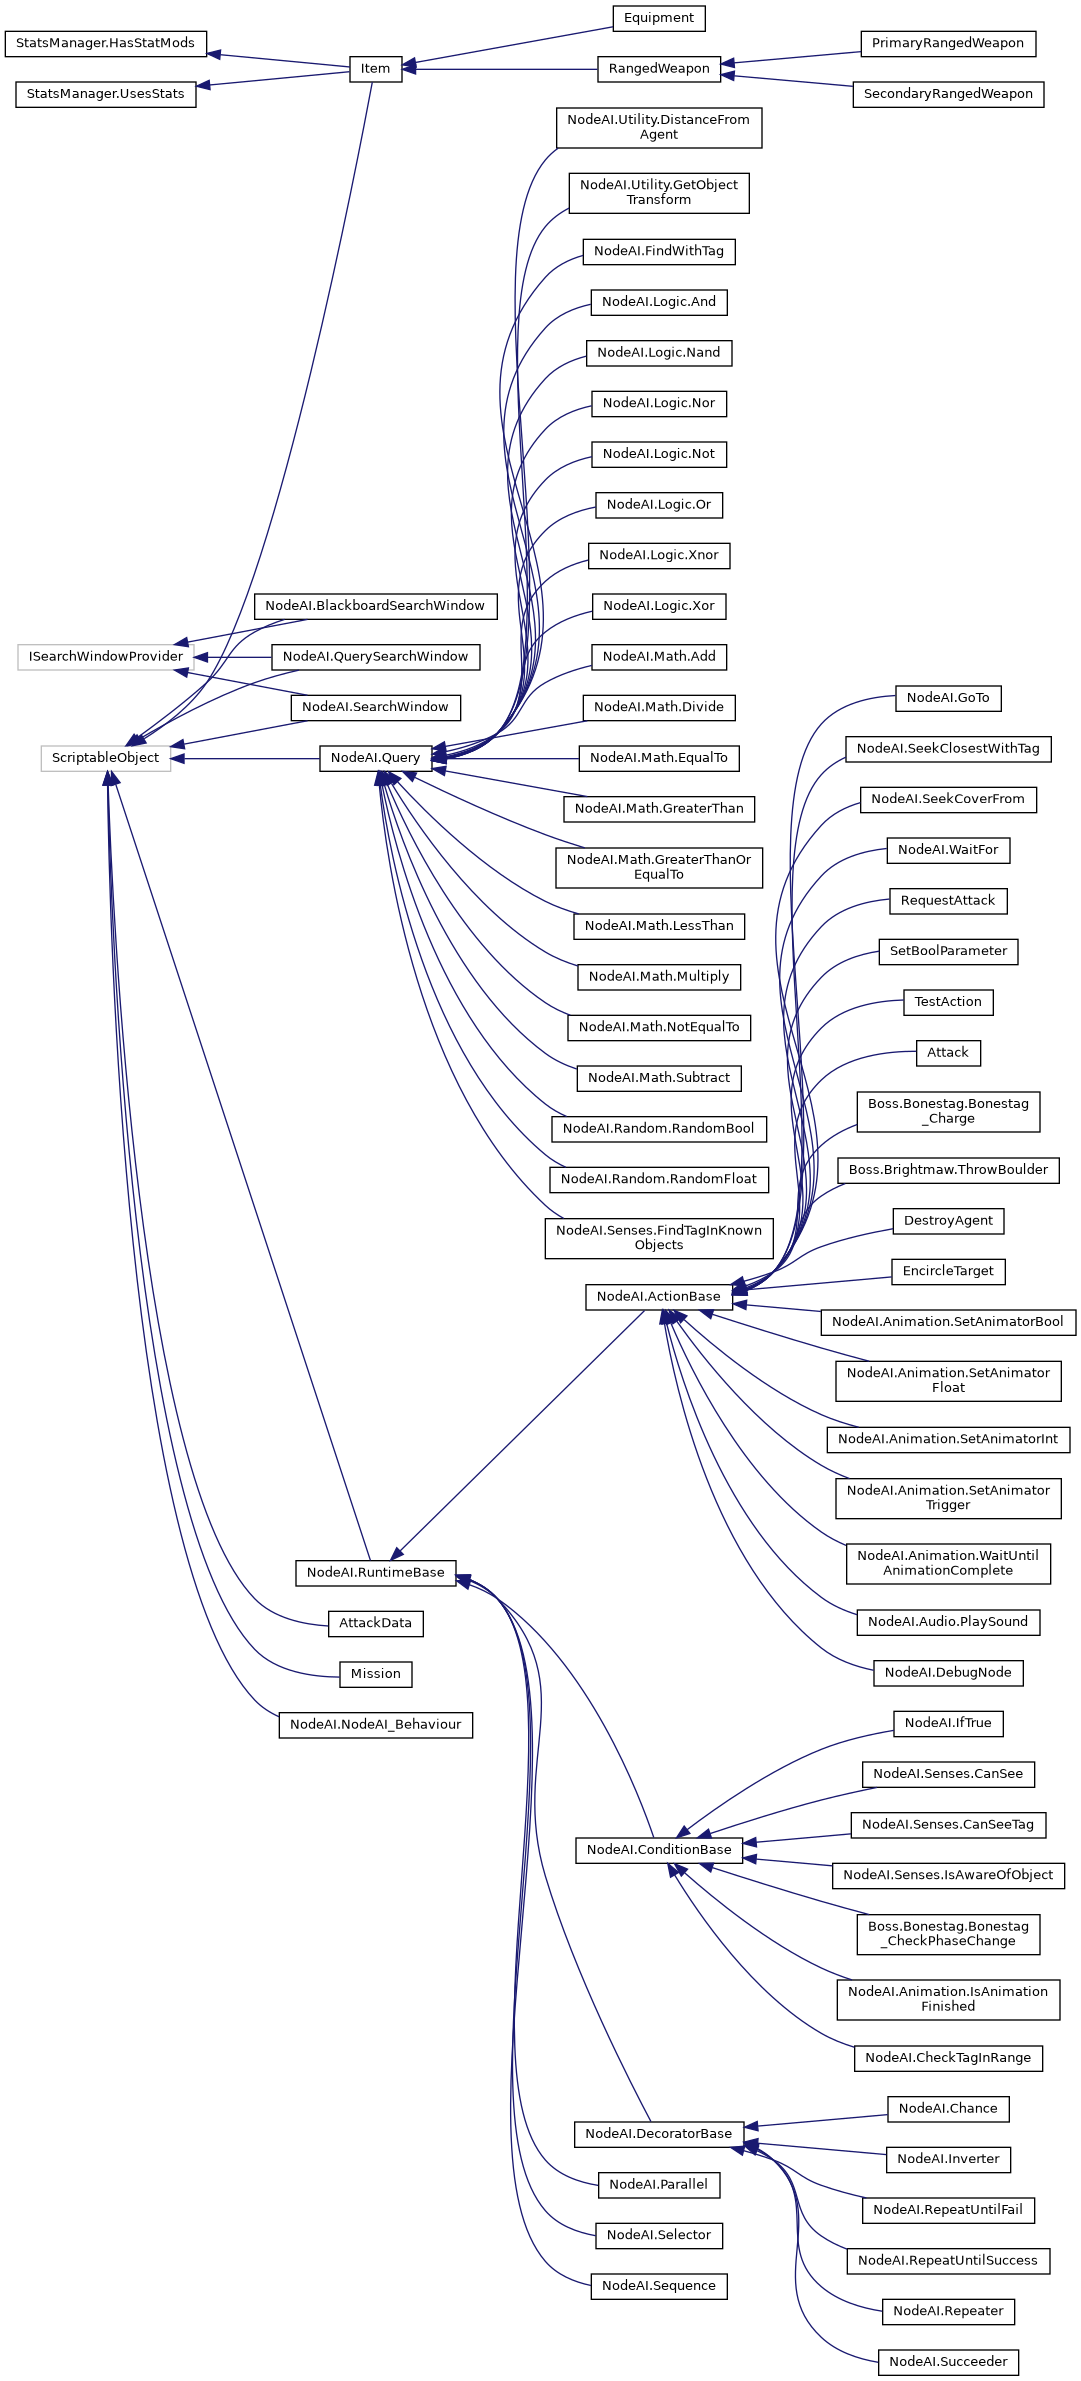 Equipment
StatsManager.HasStatMods
PrimaryRangedWeapon
Item
RangedWeapon
StatsManager.UsesStats
SecondaryRangedWeapon
NodeAI.Utility.DistanceFrom
Agent
NodeAI.Utility.GetObject
Transform
NodeAI.FindWithTag
NodeAI.Logic.And
NodeAI.Logic.Nand
NodeAI.Logic.Nor
NodeAI.Logic.Not
NodeAI.Logic.Or
NodeAI.Logic.Xnor
NodeAI.BlackboardSearchWindow
NodeAI.Logic.Xor
ISearchWindowProvider
NodeAI.QuerySearchWindow
NodeAI.Math.Add
NodeAI.GoTo
NodeAI.SearchWindow
NodeAI.Math.Divide
NodeAI.SeekClosestWithTag
ScriptableObject
NodeAI.Query
NodeAI.Math.EqualTo
NodeAI.SeekCoverFrom
NodeAI.Math.GreaterThan
NodeAI.WaitFor
NodeAI.Math.GreaterThanOr
EqualTo
RequestAttack
NodeAI.Math.LessThan
SetBoolParameter
NodeAI.Math.Multiply
TestAction
NodeAI.Math.NotEqualTo
Attack
NodeAI.Math.Subtract
Boss.Bonestag.Bonestag
_Charge
NodeAI.Random.RandomBool
Boss.Brightmaw.ThrowBoulder
NodeAI.Random.RandomFloat
DestroyAgent
NodeAI.Senses.FindTagInKnown
Objects
EncircleTarget
NodeAI.ActionBase
NodeAI.Animation.SetAnimatorBool
NodeAI.Animation.SetAnimator
Float
NodeAI.Animation.SetAnimatorInt
NodeAI.Animation.SetAnimator
Trigger
NodeAI.Animation.WaitUntil
AnimationComplete
NodeAI.RuntimeBase
AttackData
NodeAI.Audio.PlaySound
Mission
NodeAI.DebugNode
NodeAI.NodeAI_Behaviour
NodeAI.IfTrue
NodeAI.Senses.CanSee
NodeAI.Senses.CanSeeTag
NodeAI.ConditionBase
NodeAI.Senses.IsAwareOfObject
Boss.Bonestag.Bonestag
_CheckPhaseChange
NodeAI.Animation.IsAnimation
Finished
NodeAI.CheckTagInRange
NodeAI.Chance
NodeAI.DecoratorBase
NodeAI.Inverter
NodeAI.Parallel
NodeAI.RepeatUntilFail
NodeAI.Selector
NodeAI.RepeatUntilSuccess
NodeAI.Sequence
NodeAI.Repeater
NodeAI.Succeeder